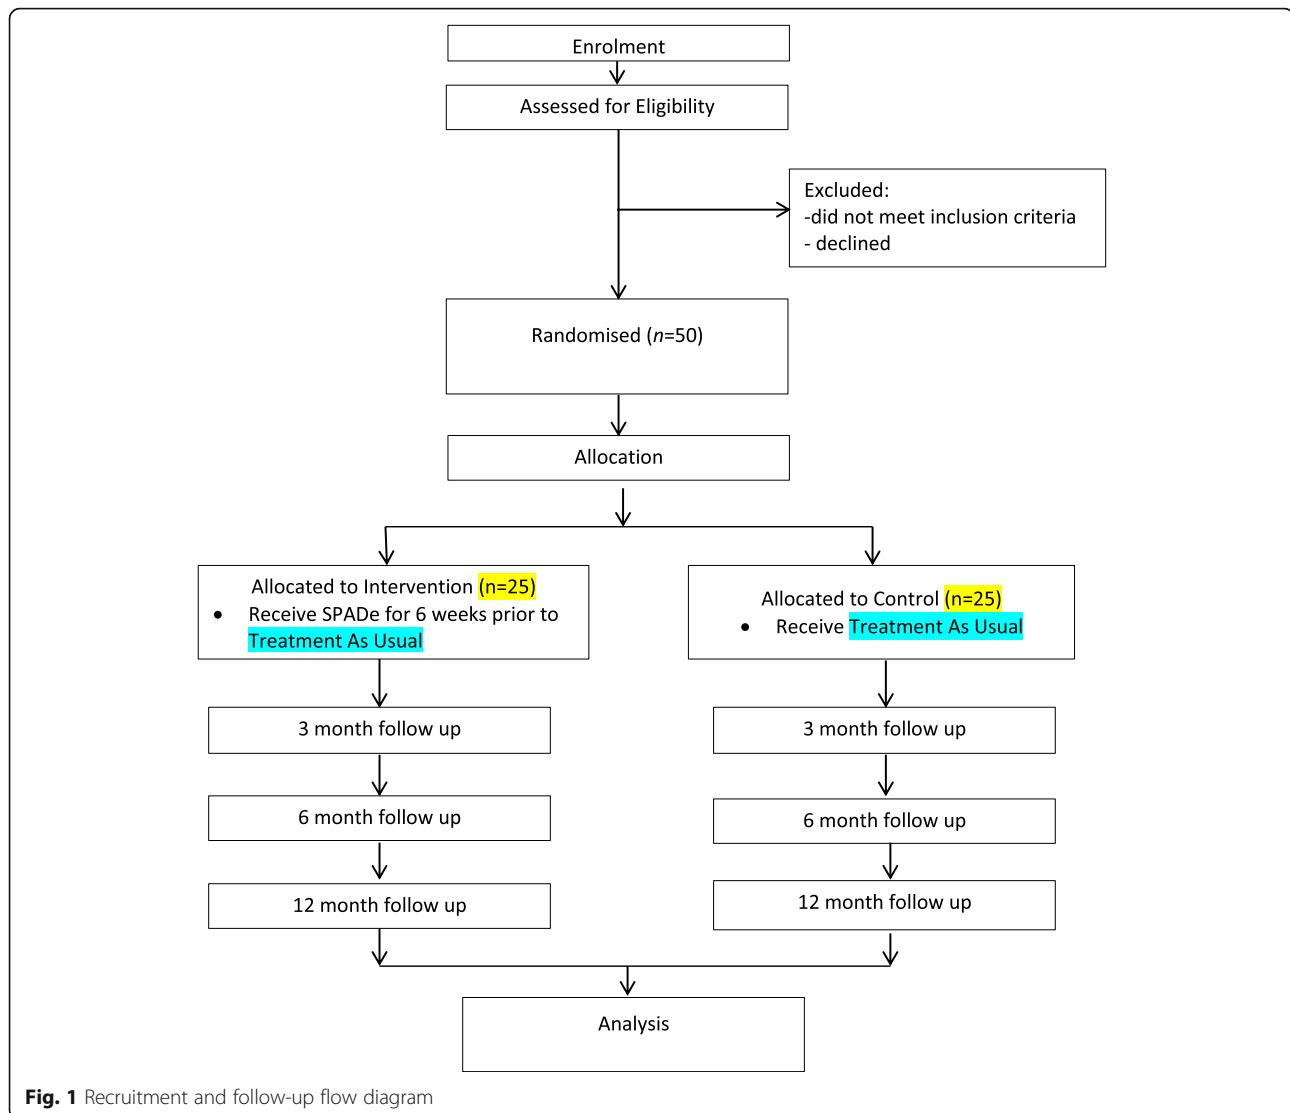 Enrolment
Assessed for Eligibility
Excluded:
-did not meet inclusion criteria
- declined
Randomised (n=50)
Allocation
Allocated to Intervention (n=25)
• Receive SPADe for 6 weeks prior to
Treatment As Usual
Allocated to Control (n=25)
• Receive Treatment As Usual
3 month follow up
3 month follow up
6 month follow up
6 month follow up
12 month follow up
12 month follow up
Analysis
Fig. 1 Recruitment and follow-up flow diagram